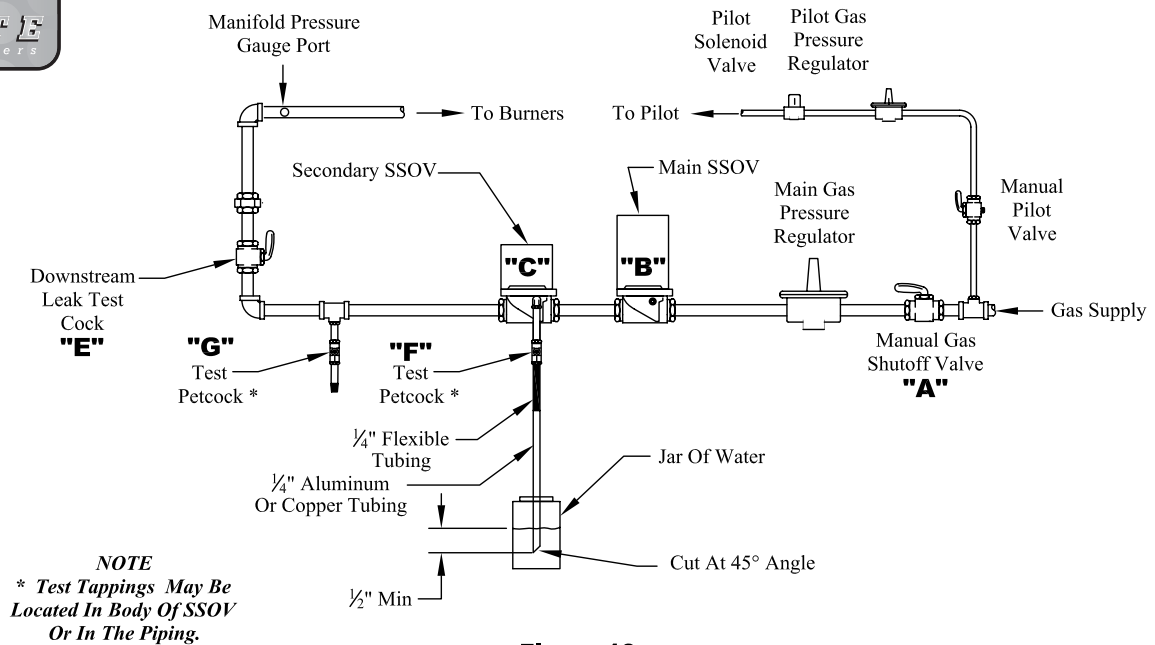 Manifold Pressure
Gauge Port
Pilot
Solenoid
Valve
Pilot Gas
Pressure
Regulator
To Burners
To Pilot
Secondary SSOV
Main SSOV
Main Gas
Pressure
Regulator
Manual
Pilot
Valve
"C"
"B"
Downstream
Leak Test
Cock
"E"
Gas Supply
"G"
Test
Petcock *
"F"
Test
Petcock *
Manual Gas
Shutoff Valve
"A"
¼" Flexible
Tubing
¼" Aluminum
Or Copper Tubing
Jar Of Water
Cut At 45° Angle
½" Min
NOTE
* Test Tappings May Be
Located In Body Of SSOV
Or In The Piping.